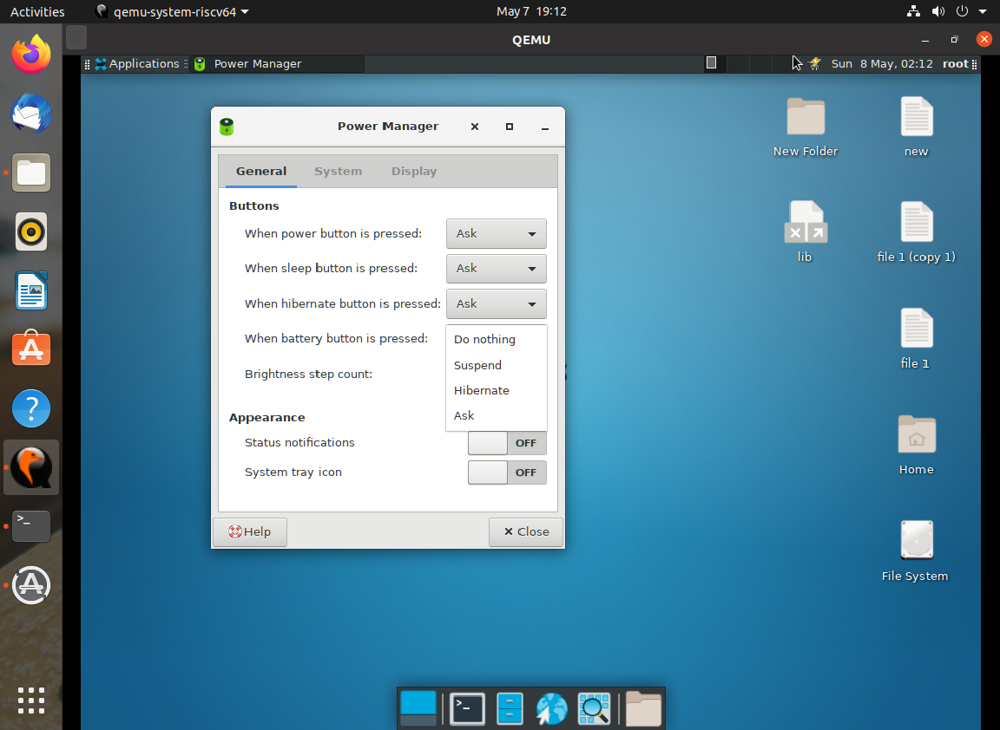 Activities qemu-system-riscv64 May 7 19:12
QEMU
Applications Power Manager Sun 8 May, 02:12 root
Power Manager
General System Display
Buttons
When power button is pressed: Ask
When sleep button is pressed: Ask
When hibernate button is pressed: Ask
When battery button is pressed:
Do nothing
Suspend
Brightness step count:
Hibernate
Ask
Appearance
Status notifications OFF
System tray icon OFF
Help Close
New Folder new
lib file 1 (copy 1)
file 1
Home
File System